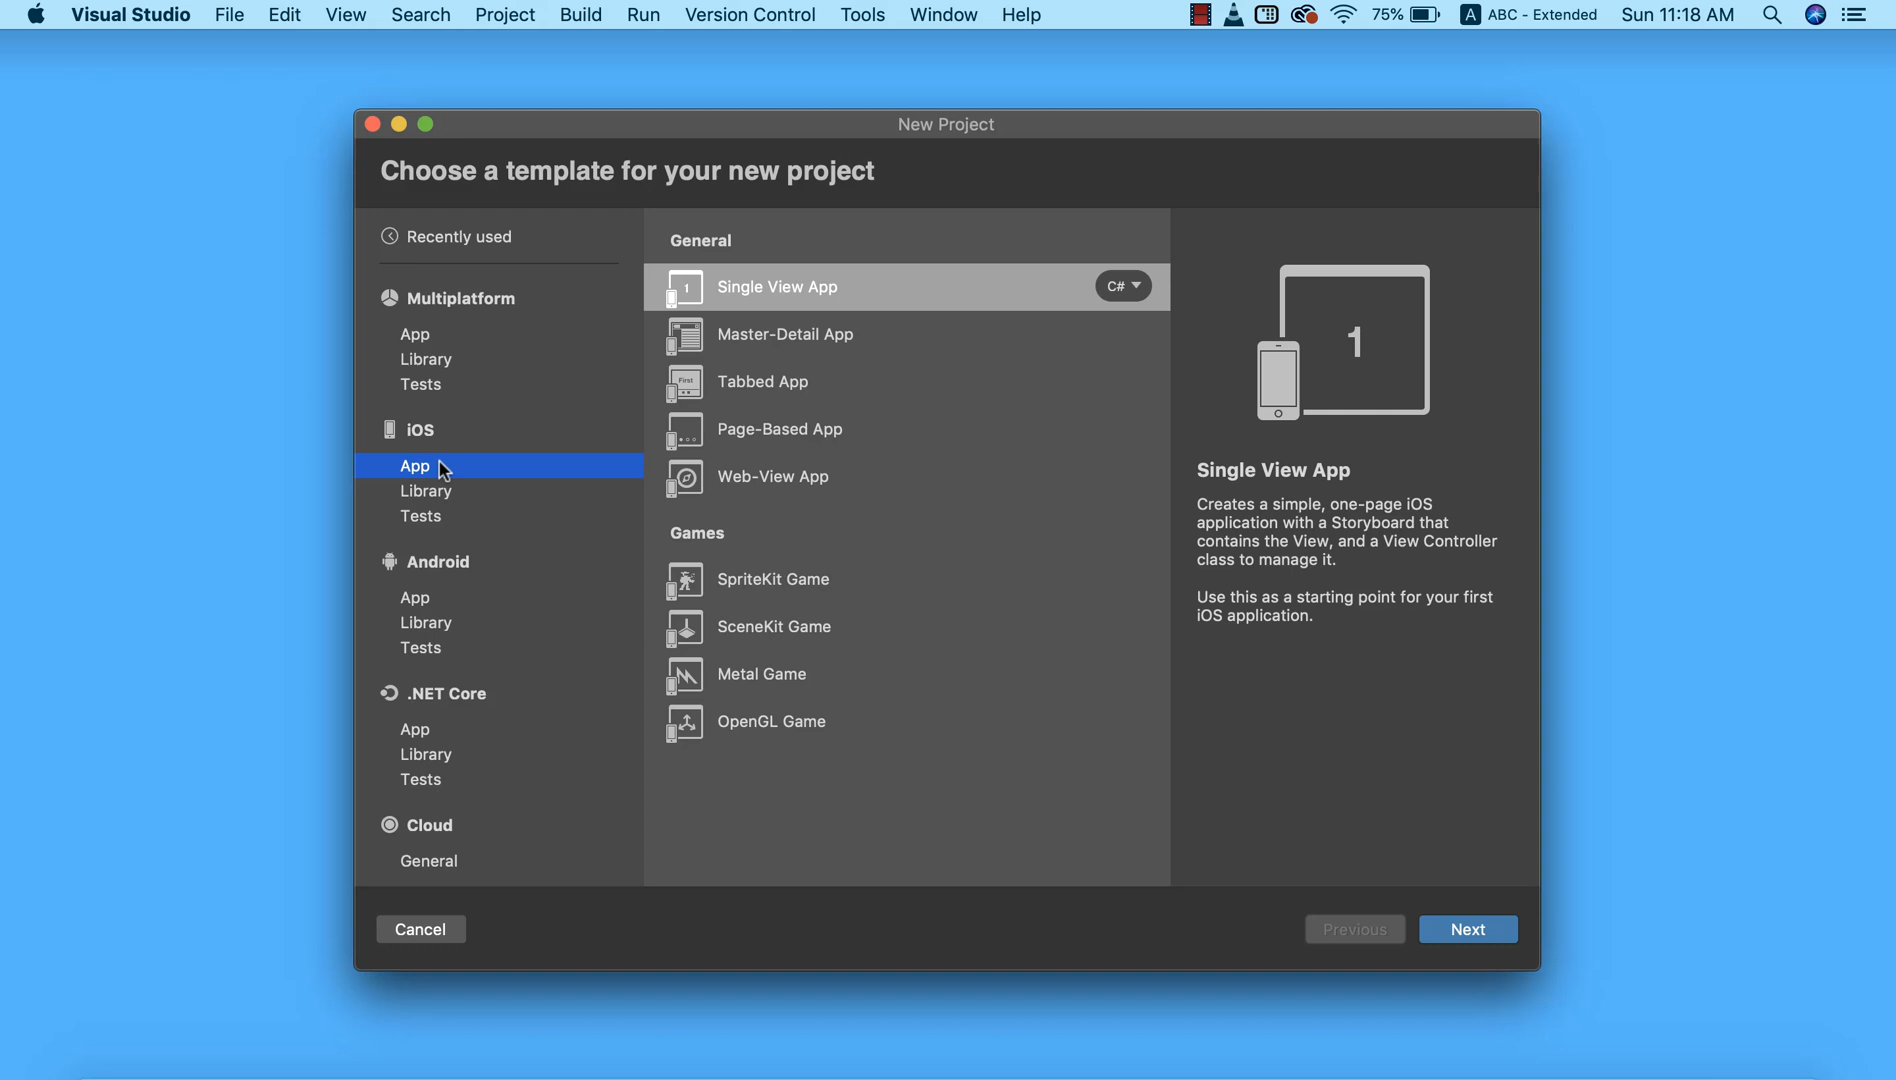 Visual Studio File Edit View Search Project Build Run Version Control Tools Window Help 75% A ABC - Extended Sun 11:18 AM
New Project
Choose a template for your new project
Recently used
Multiplatform
App
Library
Tests
iOS
App
Library
Tests
Android
App
Library
Tests
.NET Core
App
Library
Tests
Cloud
General
General
1 Single View App C#
Master-Detail App
First Tabbed App
Page-Based App
Web-View App
Games
SpriteKit Game
SceneKit Game
Metal Game
OpenGL Game
1
Single View App
Creates a simple, one-page iOS
application with a Storyboard that
contains the View, and a View Controller
class to manage it.
Use this as a starting point for your first
iOS application.
Cancel Previous Next